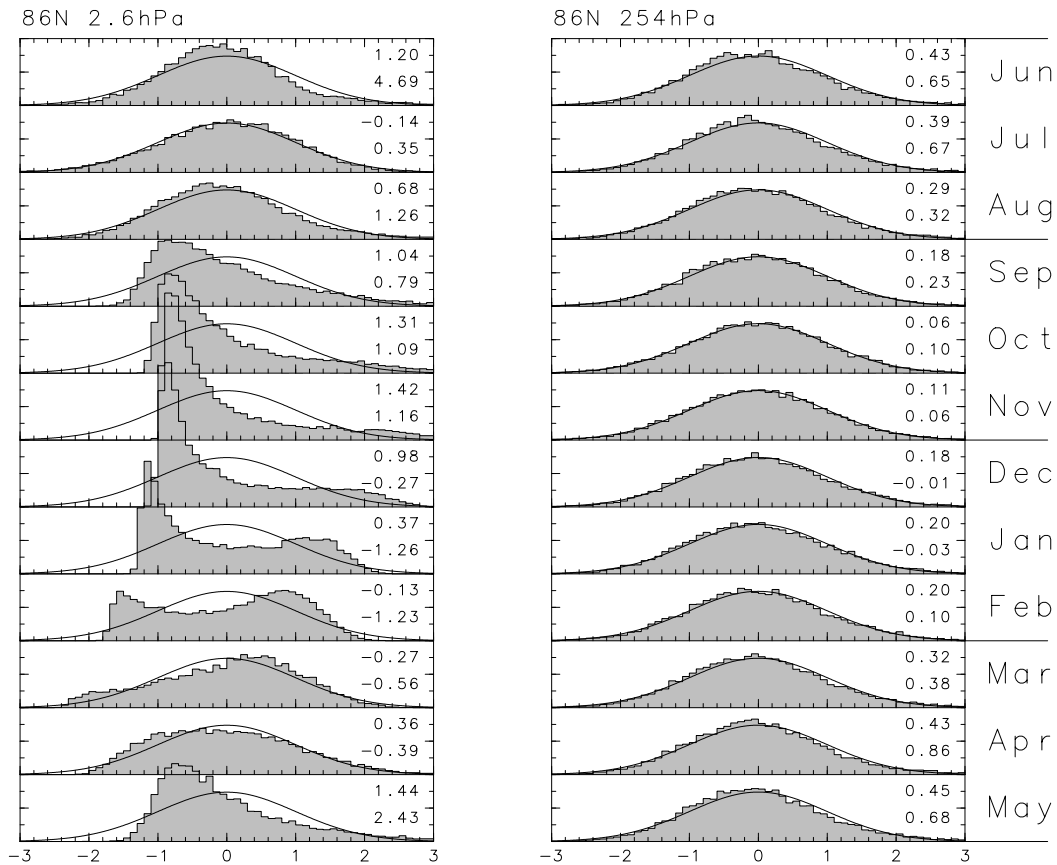 86N 2.6hPa 86N 254hPa
1.20 0.43
4.69 0.65 Jun
−0.14 0.39
0.35 0.67 Jul
0.68 0.29
1.26 0.32 Aug
1.04 0.18
0.79 0.23 Sep
1.31 0.06
1.09 0.10 Oct
1.42 0.11
1.16 0.06 Nov
0.98 0.18
−0.27 −0.01 Dec
0.37 0.20
−1.26 −0.03 Jan
−0.13 0.20
−1.23 0.10 Feb
−0.27 0.32
−0.56 0.38 Mar
0.36 0.43
−0.39 0.86 Apr
1.44 0.45
2.43 0.68 May
−3 −2 −1 0 1 2 3 −3 −2 −1 0 1 2 3